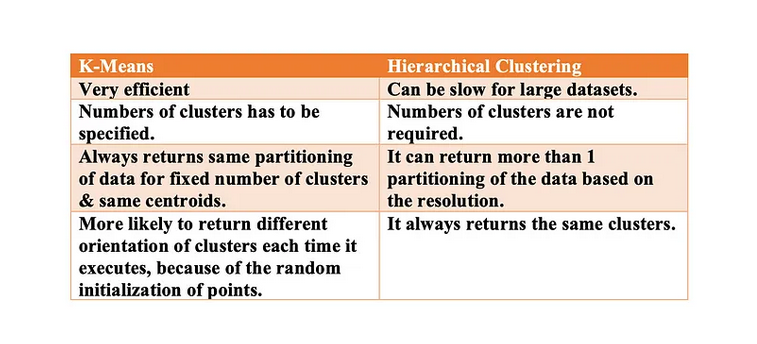 K-Means
Hierarchical Clustering
Very efficient
Can be slow for large datasets.
Numbers of clusters has to be
specified.
Numbers of clusters are not
required.
Always returns same partitioning
of data for fixed number of clusters
& same centroids.
It can return more than 1
partitioning of the data based on
the resolution.
More likely to return different
orientation of clusters each time it
executes, because of the random
initialization of points.
It always returns the same clusters.